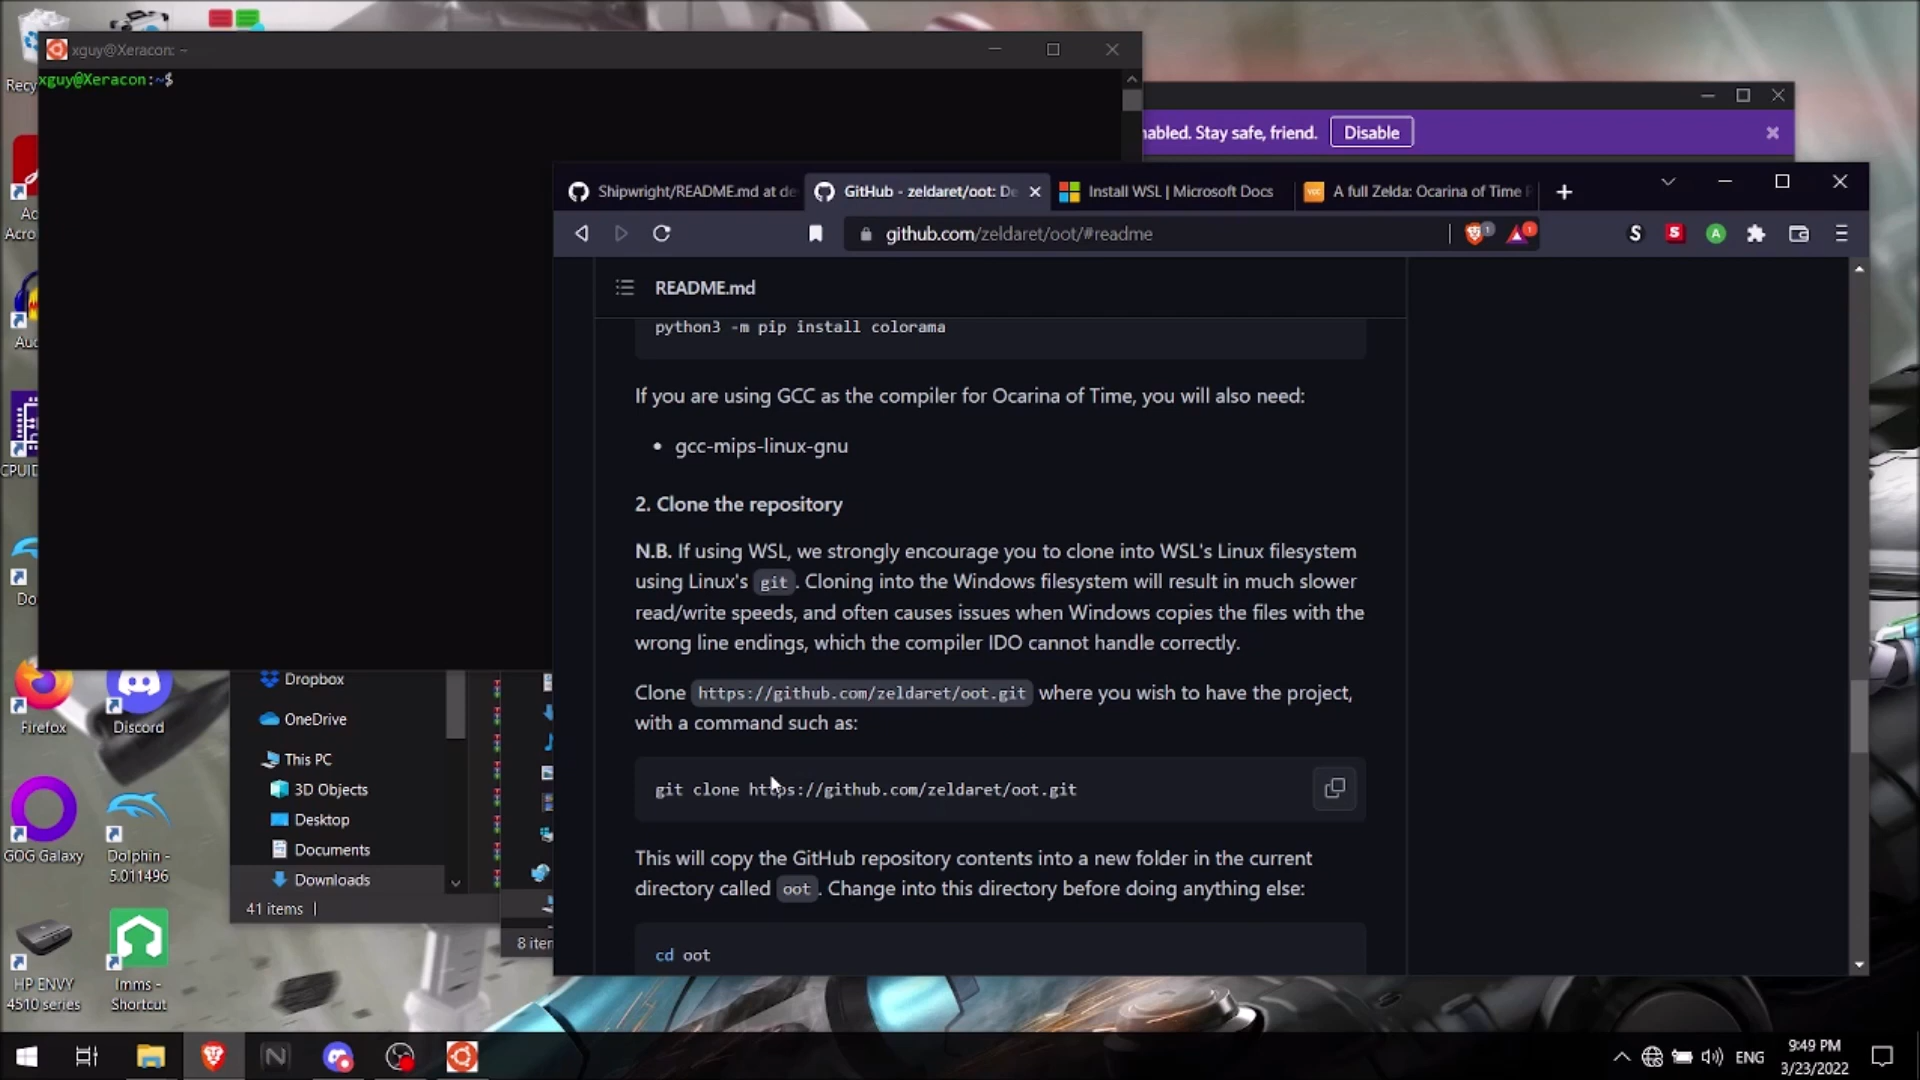 xguy@Xeracon: ~
xguy@Xeracon:~$
nabled. Stay safe, friend.
Disable
Shipwright/README.md at de
GitHub - zeldaret/oot: De
Install WSL | Microsoft Docs
A full Zelda: Ocarina of Time P
github.com/zeldaret/oot/#readme
README.md
python3 -m pip install colorama
If you are using GCC as the compiler for Ocarina of Time, you will also need:
• gcc-mips-linux-gnu
2. Clone the repository
N.B. If using WSL, we strongly encourage you to clone into WSL's Linux filesystem
using Linux's git. Cloning into the Windows filesystem will result in much slower
read/write speeds, and often causes issues when Windows copies the files with the
wrong line endings, which the compiler IDO cannot handle correctly.
Clone https://github.com/zeldaret/oot.git where you wish to have the project,
with a command such as:
git clone https://github.com/zeldaret/oot.git
This will copy the GitHub repository contents into a new folder in the current
directory called oot. Change into this directory before doing anything else:
cd oot
Recy
Ac
Acro
Auc
CPUID
Do
Firefox
Discord
GOG Galaxy
Dolphin -
5.011496
HP ENVY
4510 series
lmms -
Shortcut
Dropbox
OneDrive
This PC
3D Objects
Desktop
Documents
Downloads
41 items
8 iten
ENG
9:49 PM
3/23/2022